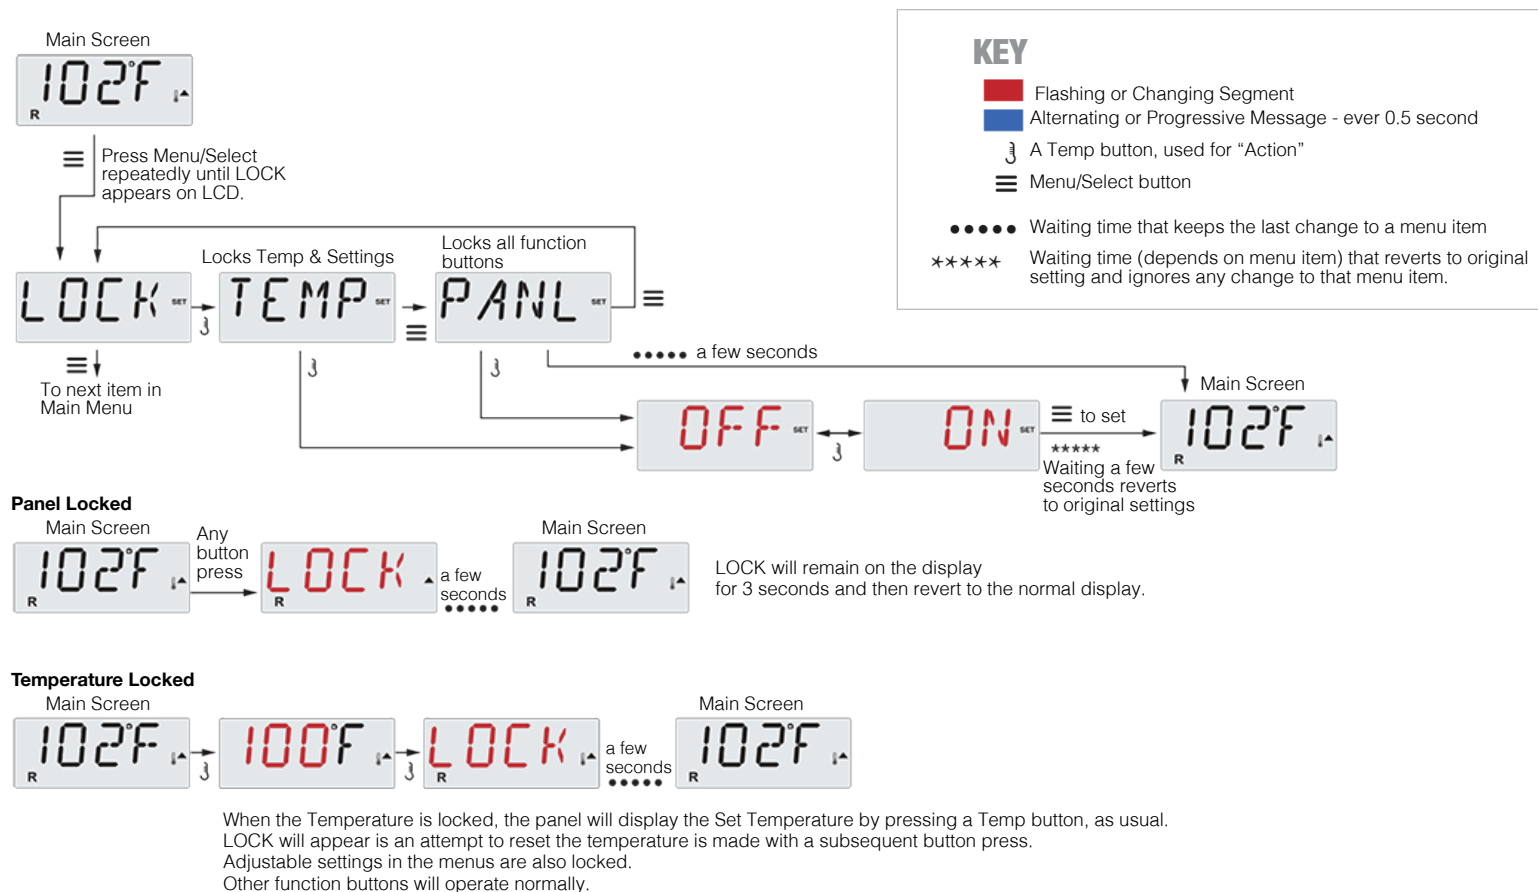 Main Screen
102°F
R
Press Menu/Select
repeatedly until LOCK
appears on LCD.
KEY
Flashing or Changing Segment
Alternating or Progressive Message - ever 0.5 second
A Temp button, used for “Action”
Menu/Select button
Waiting time that keeps the last change to a menu item
***** Waiting time (depends on menu item) that reverts to original
setting and ignores any change to that menu item.
Locks Temp & Settings
Locks all function
buttons
LOCK SET
TEMP SET
PANL SET
To next item in
Main Menu
••••• a few seconds
OFF SET
ON SET
to set
*****
Waiting a few
seconds reverts
to original settings
Main Screen
102°F
R
Panel Locked
Main Screen
102°F
R
Any
button
press
LOCK
R
a few
seconds
•••••
Main Screen
102°F
R
LOCK will remain on the display
for 3 seconds and then revert to the normal display.
Temperature Locked
Main Screen
102°F
R
100°F
LOCK
R
a few
seconds
•••••
Main Screen
102°F
R
When the Temperature is locked, the panel will display the Set Temperature by pressing a Temp button, as usual.
LOCK will appear is an attempt to reset the temperature is made with a subsequent button press.
Adjustable settings in the menus are also locked.
Other function buttons will operate normally.